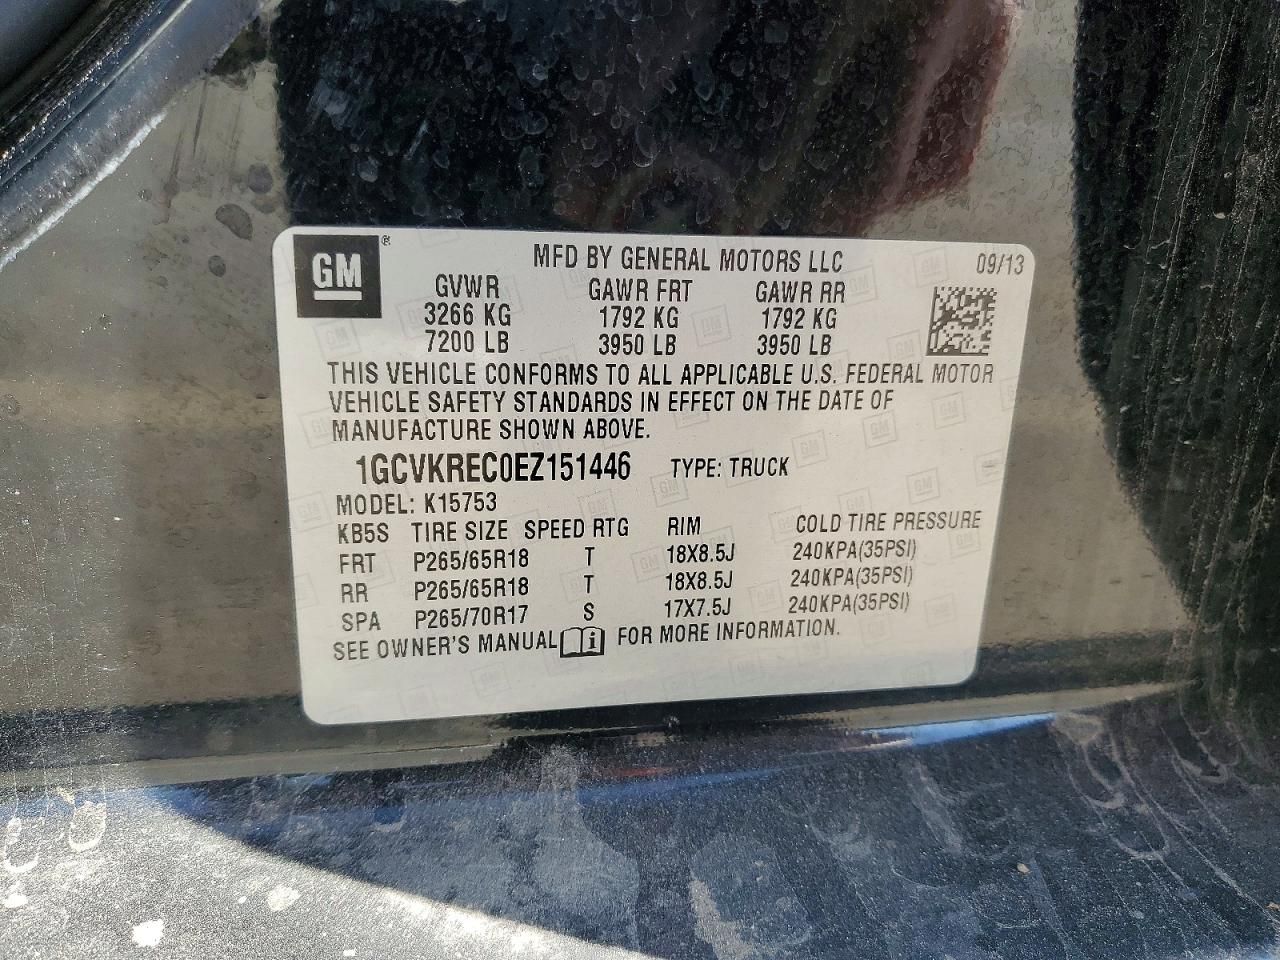 GM®
MFD BY GENERAL MOTORS LLC 09/13
GVWR GAWR FRT GAWR RR
3266 KG 1792 KG 1792 KG
7200 LB 3950 LB 3950 LB
THIS VEHICLE CONFORMS TO ALL APPLICABLE U.S. FEDERAL MOTOR
VEHICLE SAFETY STANDARDS IN EFFECT ON THE DATE OF
MANUFACTURE SHOWN ABOVE.
1GCVKREC0EZ151446 TYPE: TRUCK
MODEL: K15753
KB5S TIRE SIZE SPEED RTG RIM COLD TIRE PRESSURE
FRT P265/65R18 T 18X8.5J 240KPA(35PSI)
RR P265/65R18 T 18X8.5J 240KPA(35PSI)
SPA P265/70R17 S 17X7.5J 240KPA(35PSI)
SEE OWNER'S MANUAL i FOR MORE INFORMATION.